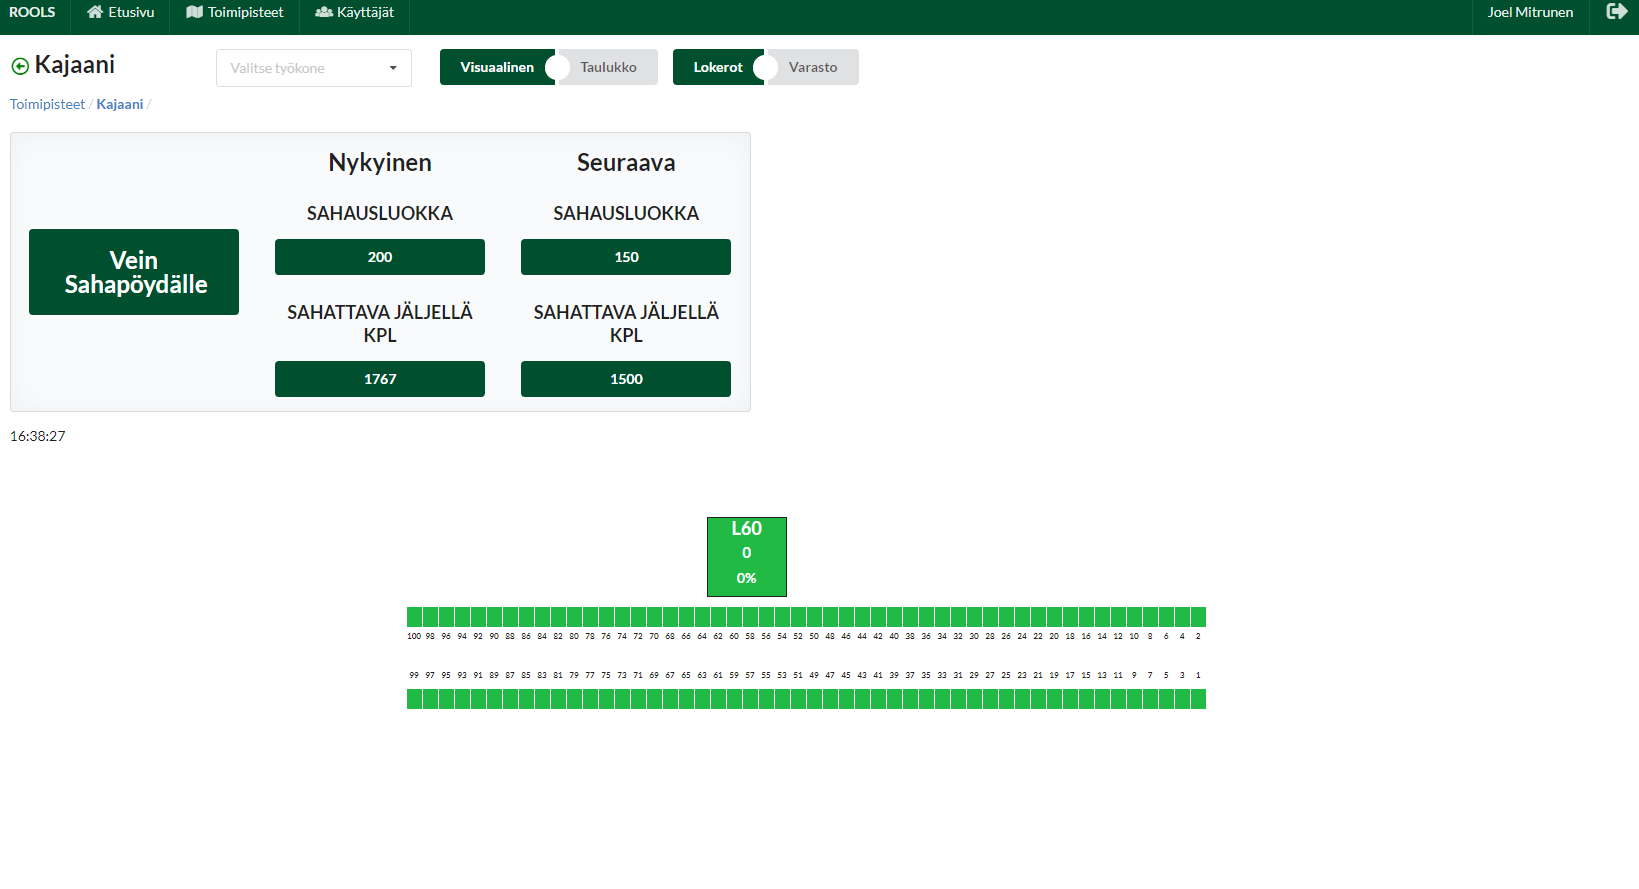 ROOLS Etusivu Toimipisteet Käyttäjät Joel Mitrunen
Kajaani Valitse työkone Visuaalinen Taulukko Lokerot Varasto
Toimipisteet / Kajaani /
Nykyinen Seuraava
SAHAUSLUOKKA SAHAUSLUOKKA
200 150
Vein
Sahapöydälle
SAHATTAVA JÄLJELLÄ
KPL
SAHATTAVA JÄLJELLÄ
KPL
1767 1500
16:38:27
L60
0
0%
100 98 96 94 92 90 88 86 84 82 80 78 76 74 72 70 68 66 64 62 60 58 56 54 52 50 48 46 44 42 40 38 36 34 32 30 28 26 24 22 20 18 16 14 12 10 8 6 4 2
99 97 95 93 91 89 87 85 83 81 79 77 75 73 71 69 67 65 63 61 59 57 55 53 51 49 47 45 43 41 39 37 35 33 31 29 27 25 23 21 19 17 15 13 11 9 7 5 3 1